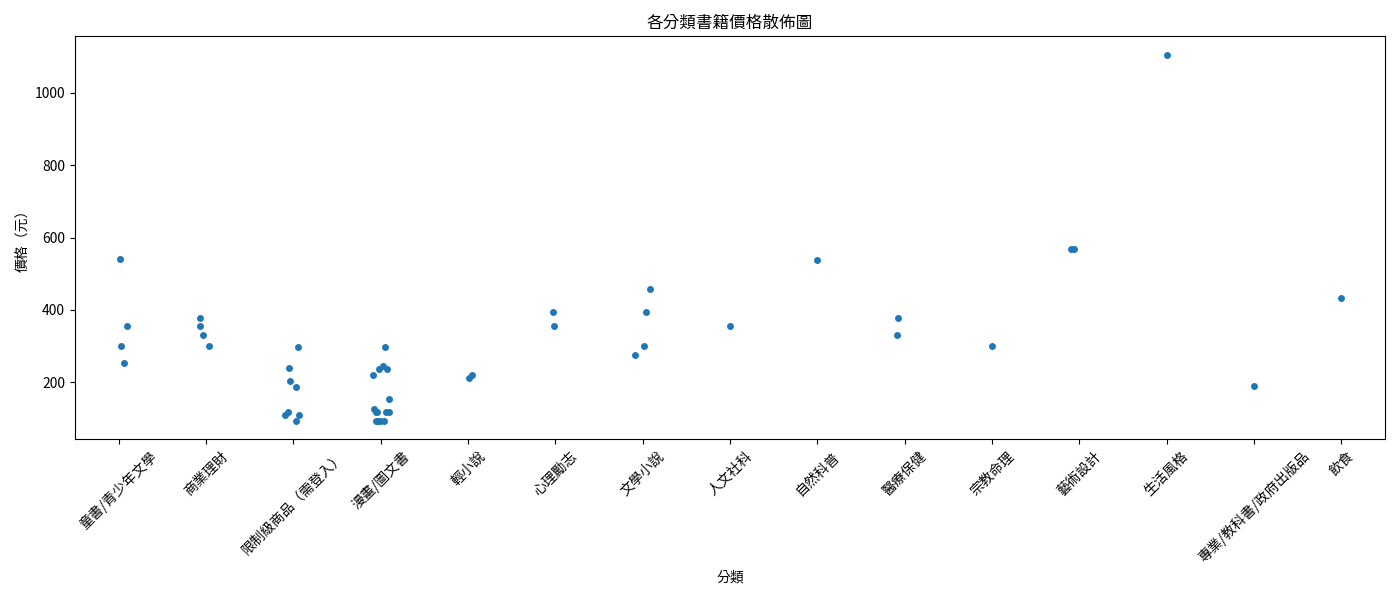 各分類書籍價格散佈圖
價格（元）
1000
800
600
400
200
童書/青少年文學
商業理財
限制級商品（需登入）
漫畫/圖文書
輕小說
心理勵志
文學小說
人文社科
自然科普
醫療保健
宗教命理
藝術設計
生活風格
專業/教科書/政府出版品
飲食
分類